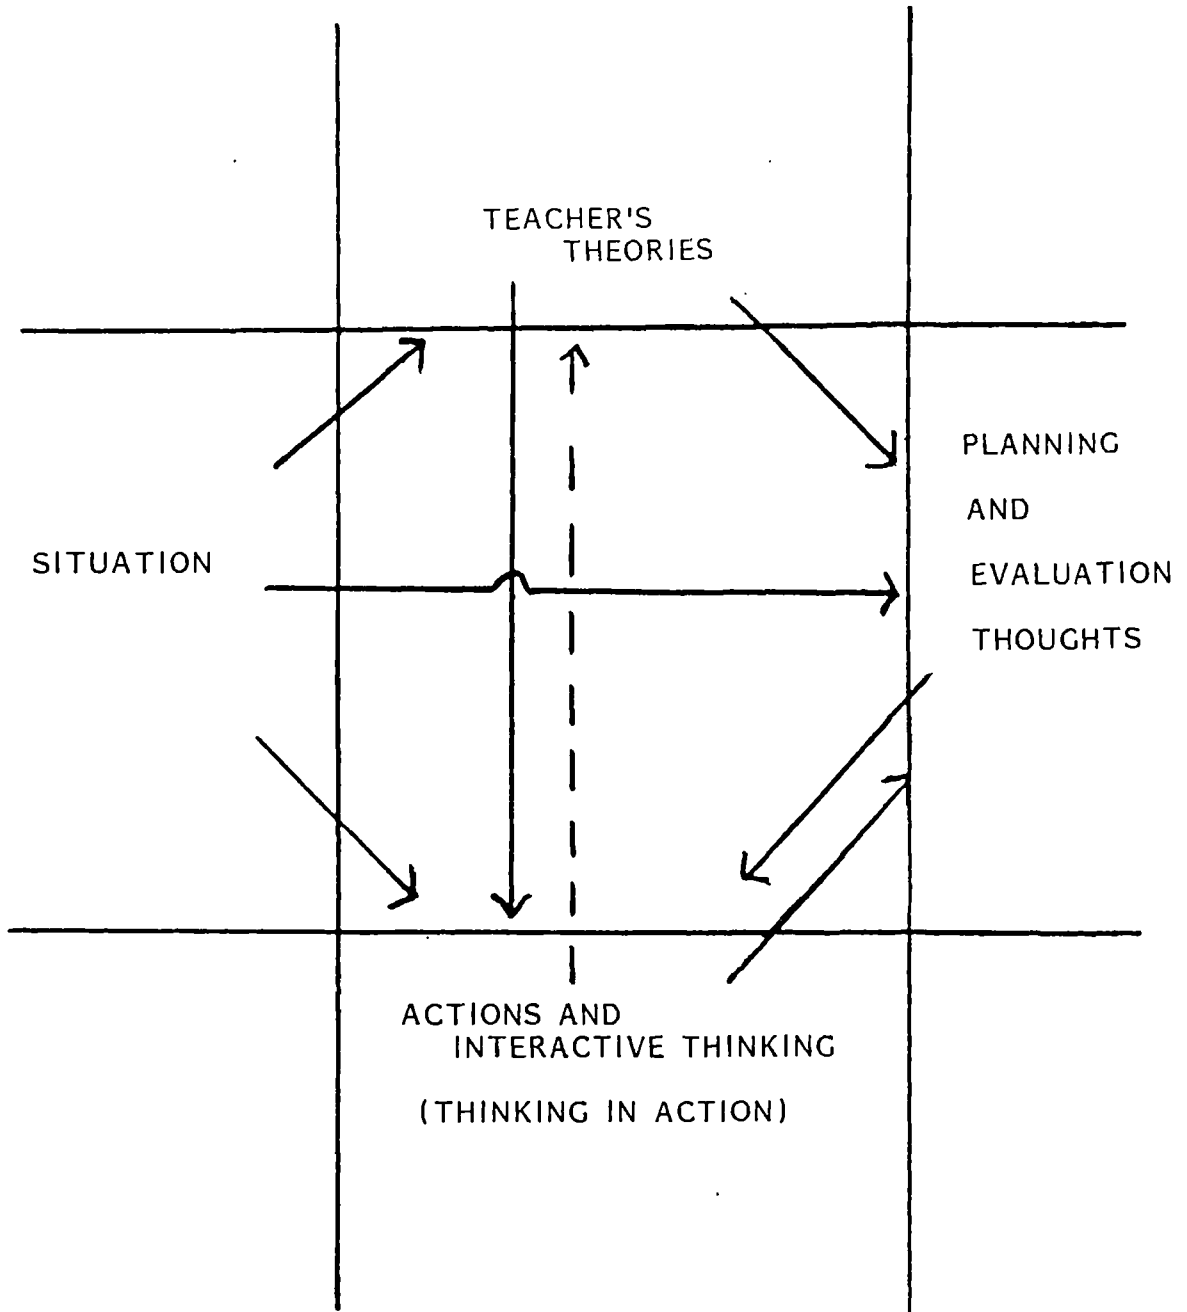 TEACHER'S
THEORIES
SITUATION
PLANNING
AND
EVALUATION
THOUGHTS
ACTIONS AND
INTERACTIVE THINKING
(THINKING IN ACTION)